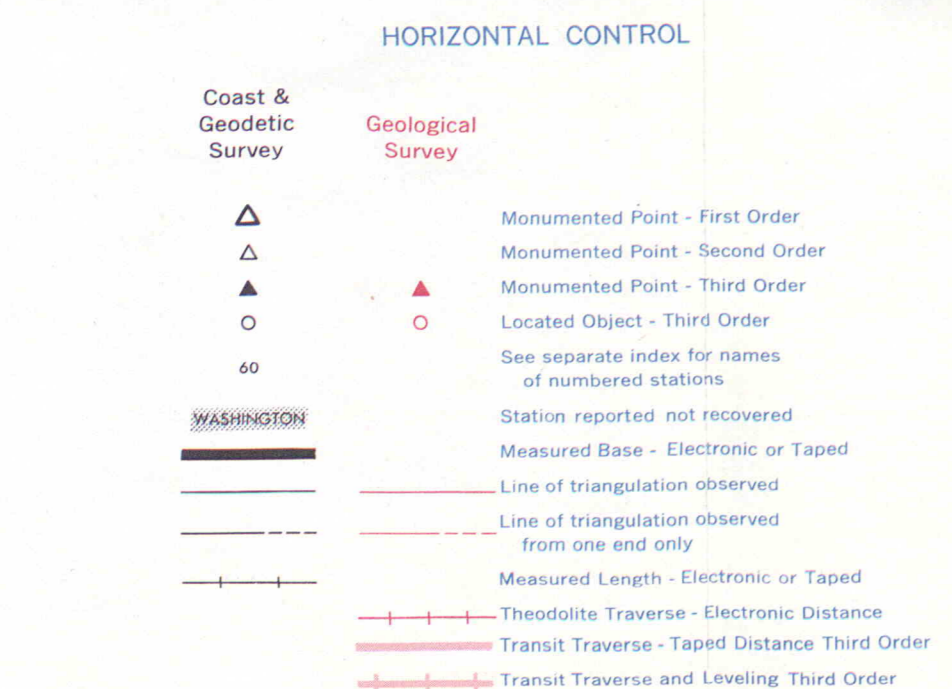 HORIZONTAL CONTROL
Coast &
Geodetic
Survey
Geological
Survey
Monumented Point - First Order
Monumented Point - Second Order
Monumented Point - Third Order
Located Object - Third Order
60
See separate index for names
of numbered stations
WASHINGTON
Station reported not recovered
Measured Base - Electronic or Taped
Line of triangulation observed
Line of triangulation observed
from one end only
Measured Length - Electronic or Taped
Theodolite Traverse - Electronic Distance
Transit Traverse - Taped Distance Third Order
Transit Traverse and Leveling Third Order